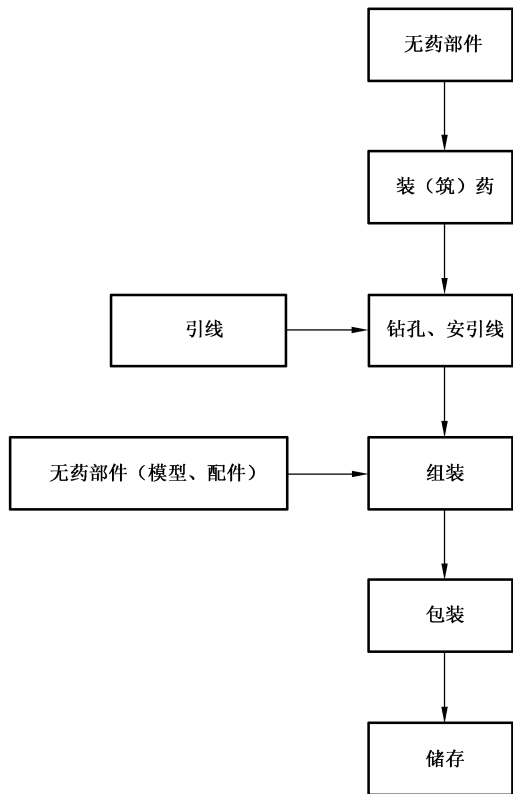 无药部件
装（筑）药
引线
钻孔、安引线
无药部件（模型、配件）
组装
包装
储存